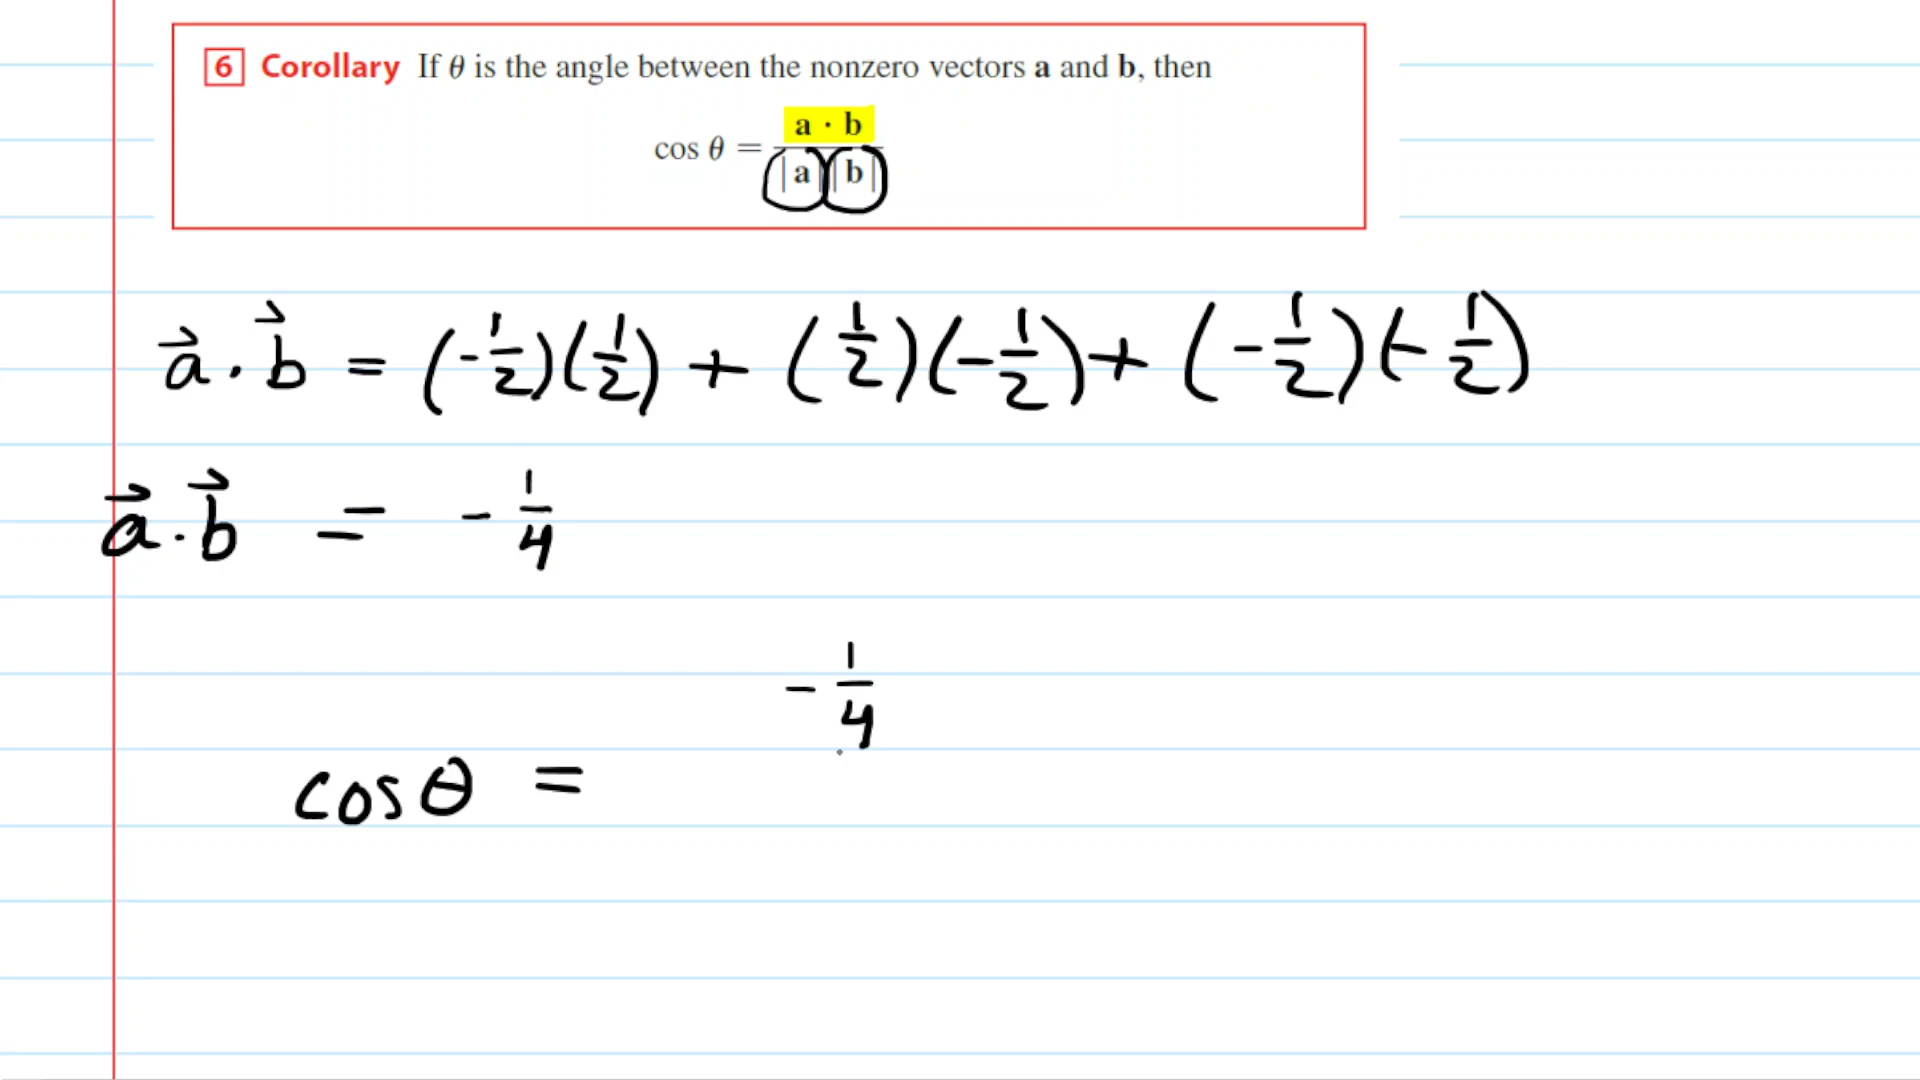 6 Corollary If θ is the angle between the nonzero vectors a and b, then
cos θ = a · b / |a||b|
a⃗ · b⃗ = (-1/2)(1/2) + (1/2)(-1/2) + (-1/2)(-1/2)
a⃗ · b⃗ = -1/4
-1/4
cos θ =